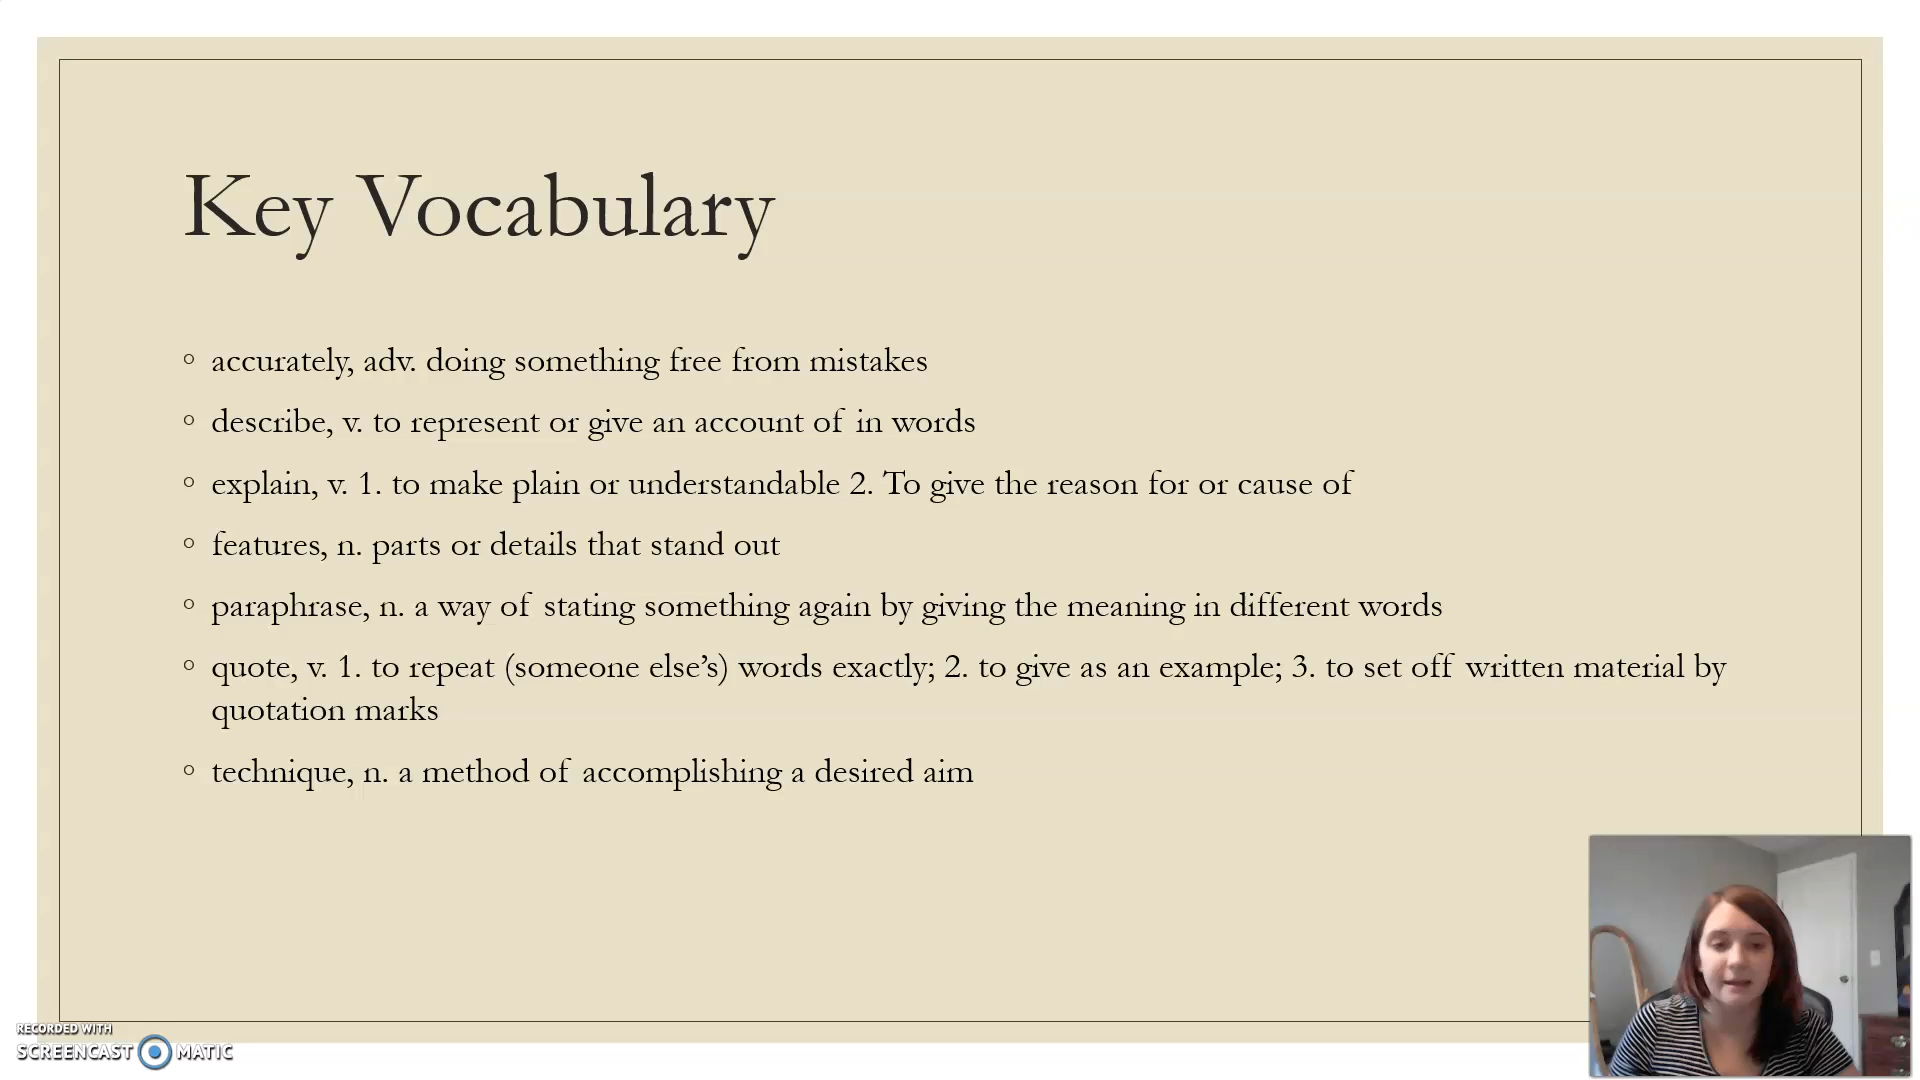 Key Vocabulary
accurately, adv. doing something free from mistakes
describe, v. to represent or give an account of in words
explain, v. 1. to make plain or understandable 2. To give the reason for or cause of
features, n. parts or details that stand out
paraphrase, n. a way of stating something again by giving the meaning in different words
quote, v. 1. to repeat (someone else’s) words exactly; 2. to give as an example; 3. to set off written material by
quotation marks
technique, n. a method of accomplishing a desired aim
RECORDED WITH
SCREENCAST MATIC